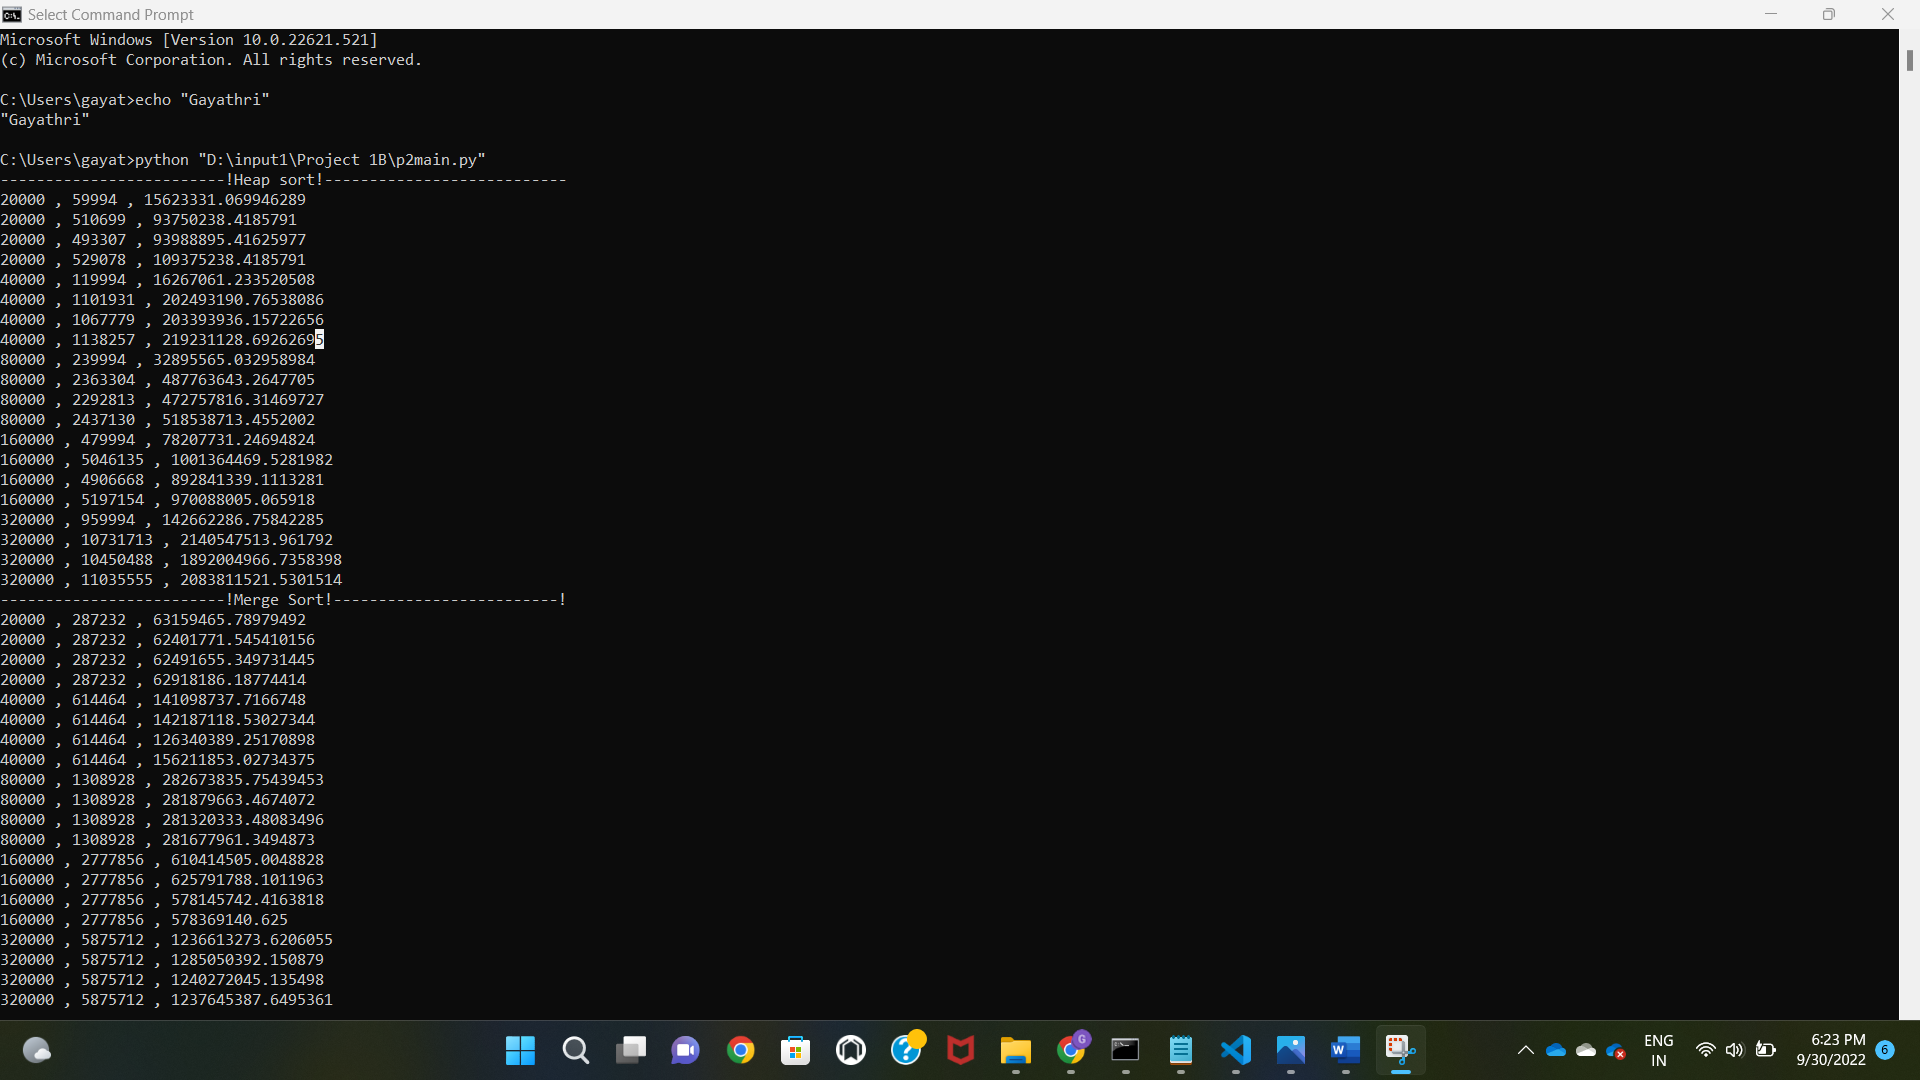 Select Command Prompt
Microsoft Windows [Version 10.0.22621.521]
(c) Microsoft Corporation. All rights reserved.
C:\Users\gayat>echo "Gayathri"
"Gayathri"
C:\Users\gayat>python "D:\input1\Project 1B\p2main.py"
-------------------------!Heap sort!---------------------------
20000 , 59994 , 15623331.069946289
20000 , 510699 , 93750238.4185791
20000 , 493307 , 93988895.41625977
20000 , 529078 , 109375238.4185791
40000 , 119994 , 16267061.233520508
40000 , 1101931 , 202493190.76538086
40000 , 1067779 , 203393936.15722656
40000 , 1138257 , 219231128.69262695
80000 , 239994 , 32895565.032958984
80000 , 2363304 , 487763643.2647705
80000 , 2292813 , 472757816.31469727
80000 , 2437130 , 518538713.4552002
160000 , 479994 , 78207731.24694824
160000 , 5046135 , 1001364469.5281982
160000 , 4906668 , 892841339.1113281
160000 , 5197154 , 970088005.065918
320000 , 959994 , 142662286.75842285
320000 , 10731713 , 2140547513.961792
320000 , 10450488 , 1892004966.7358398
320000 , 11035555 , 2083811521.5301514
-------------------------!Merge Sort!-------------------------!
20000 , 287232 , 63159465.78979492
20000 , 287232 , 62401771.545410156
20000 , 287232 , 62491655.349731445
20000 , 287232 , 62918186.18774414
40000 , 614464 , 141098737.7166748
40000 , 614464 , 142187118.53027344
40000 , 614464 , 126340389.25170898
40000 , 614464 , 156211853.02734375
80000 , 1308928 , 282673835.75439453
80000 , 1308928 , 281879663.4674072
80000 , 1308928 , 281320333.48083496
80000 , 1308928 , 281677961.3494873
160000 , 2777856 , 610414505.0048828
160000 , 2777856 , 625791788.1011963
160000 , 2777856 , 578145742.4163818
160000 , 2777856 , 578369140.625
320000 , 5875712 , 1236613273.6206055
320000 , 5875712 , 1285050392.150879
320000 , 5875712 , 1240272045.135498
320000 , 5875712 , 1237645387.6495361
ENG
IN
6:23 PM
9/30/2022
6